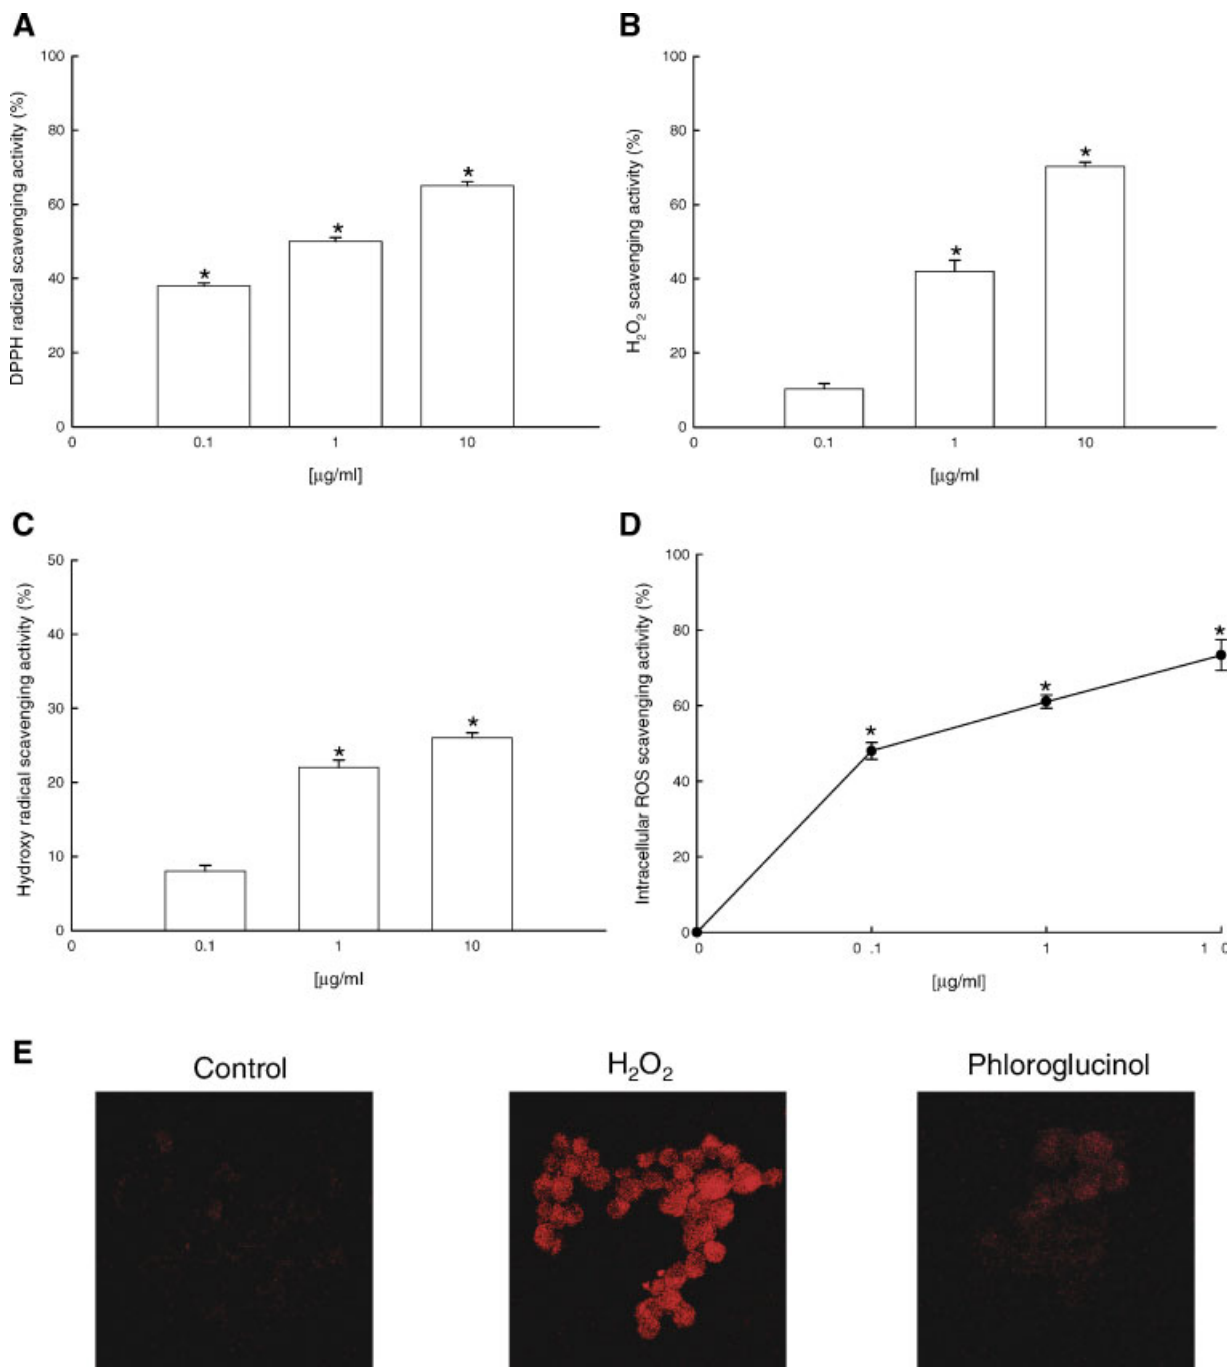 A
DPPH radical scavenging activity (%)
100
80
60
40
20
0
*
*
*
0 0.1 1 10
[μg/ml]
B
H₂O₂ scavenging activity (%)
100
80
60
40
20
0
*
*
0 0.1 1 10
[μg/ml
C
Hydroxy radical scavenging activity (%)
50
40
30
20
10
0
*
*
0 0.1 1 10
[μg/ml
D
Intracellular ROS scavenging activity (%)
100
80
60
40
20
0
*
*
*
0 0 .1 1 1 0
[μg/ml]
E
Control H₂O₂ Phloroglucinol